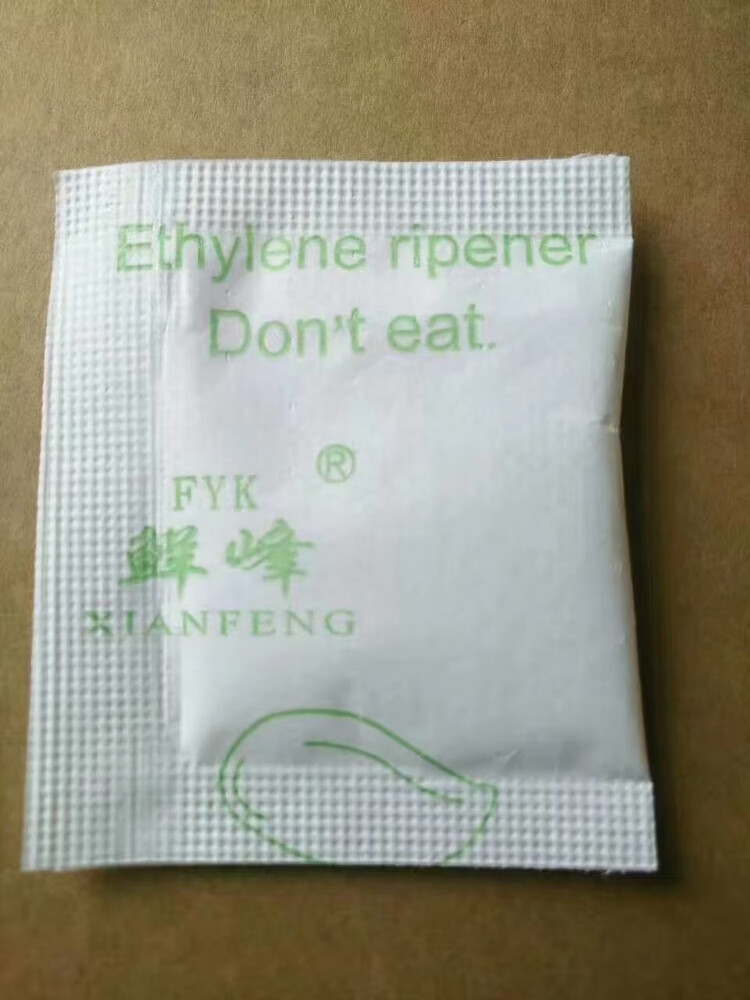 Ethylene ripener
Don't eat.
®
FYK
鲜峰
XIANFENG